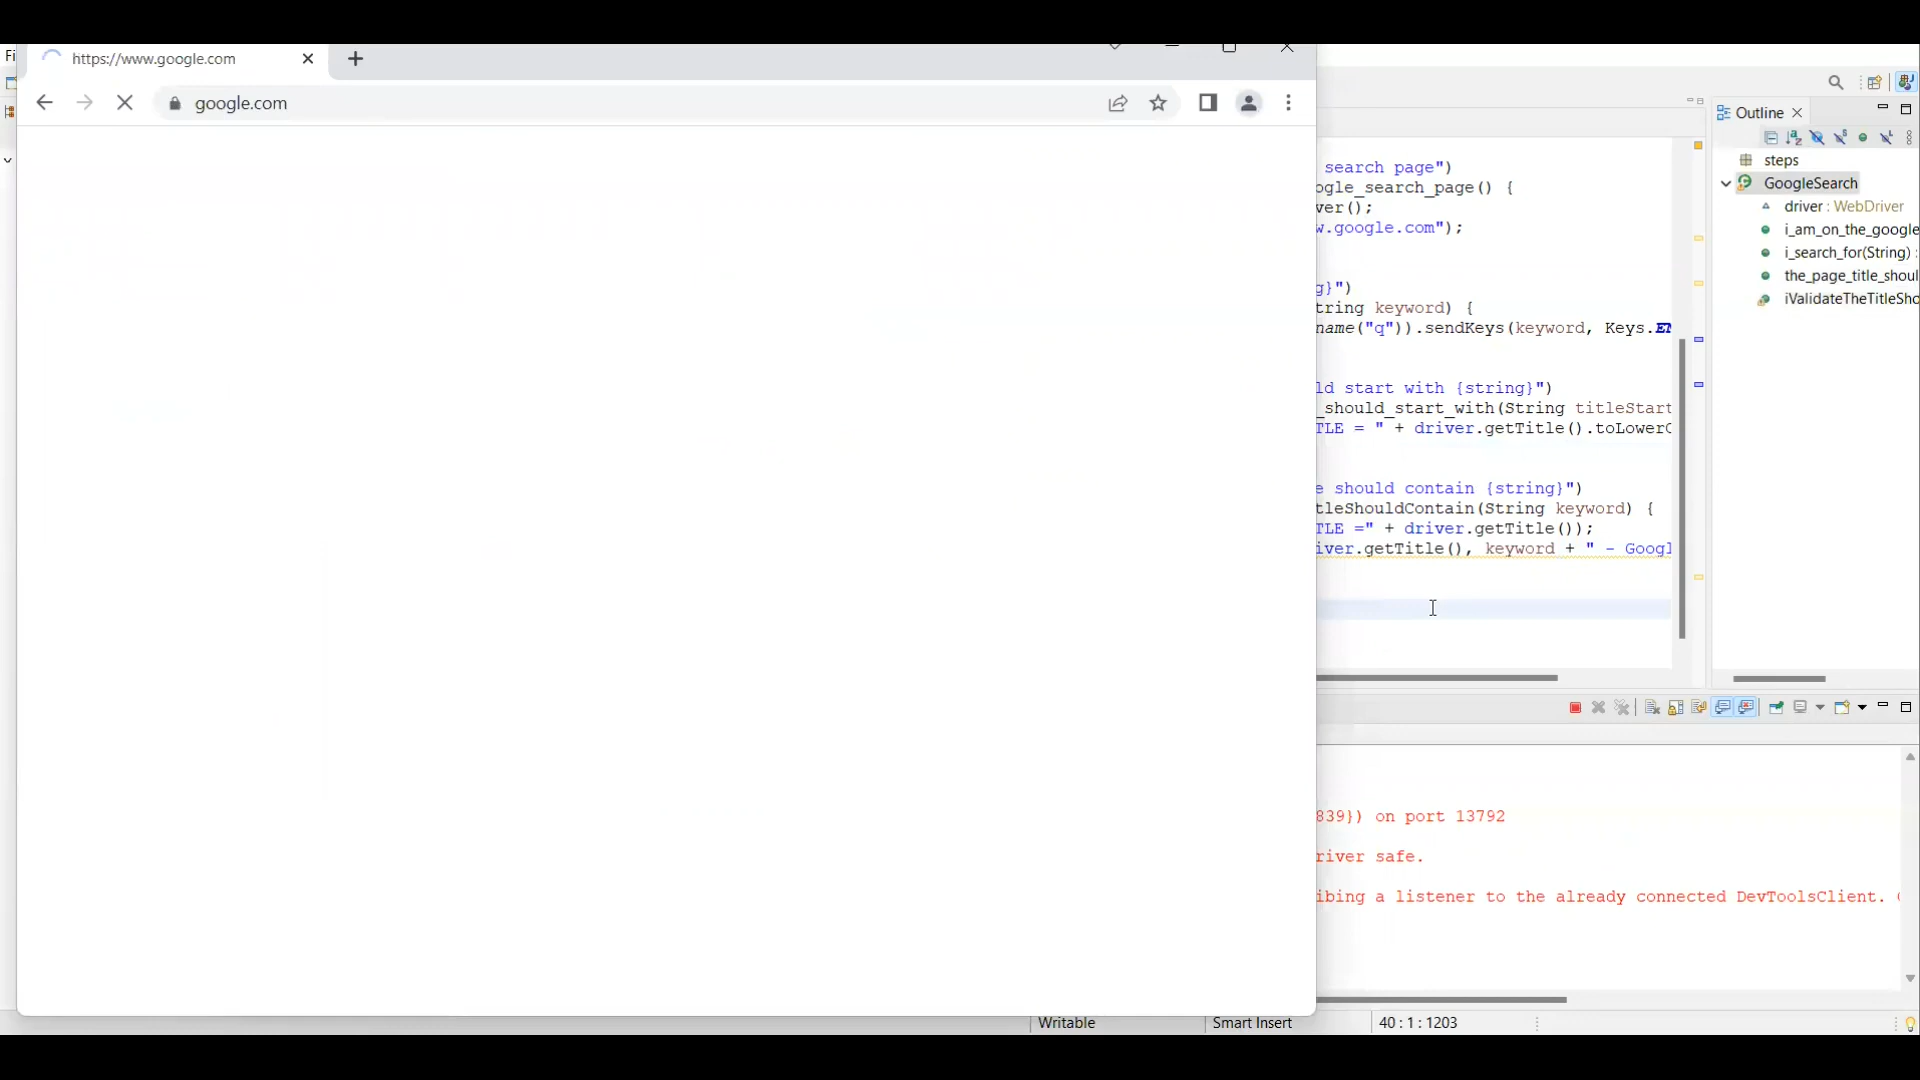 Fi
https://www.google.com
google.com
search page")
ogle_search_page() {
ver();
w.google.com");
g}")
tring keyword) {
name("q")).sendKeys(keyword, Keys.EN
ld start with {string}")
_should_start_with(String titleStart
TLE = " + driver.getTitle().toLowerC
e should contain {string}")
tleShouldContain(String keyword) {
TLE =" + driver.getTitle());
iver.getTitle(), keyword + " - Googl
Outline
steps
GoogleSearch
driver : WebDriver
i_am_on_the_google
i_search_for(String) :
the_page_title_shoul
iValidateTheTitleSho
839}) on port 13792
river safe.
ibing a listener to the already connected DevToolsClient.
Writable
Smart Insert
40 : 1 : 1203